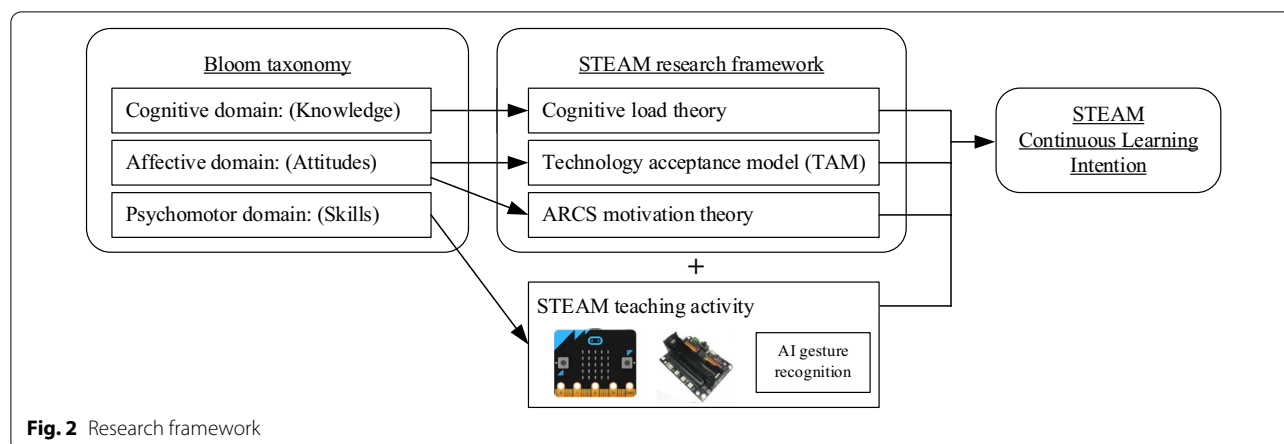 Bloom taxonomy
Cognitive domain: (Knowledge)
Affective domain: (Attitudes)
Psychomotor domain: (Skills)
STEAM research framework
Cognitive load theory
Technology acceptance model (TAM)
ARCS motivation theory
+
STEAM teaching activity
AI gesture
recognition
STEAM
Continuous Learning
Intention
Fig. 2 Research framework